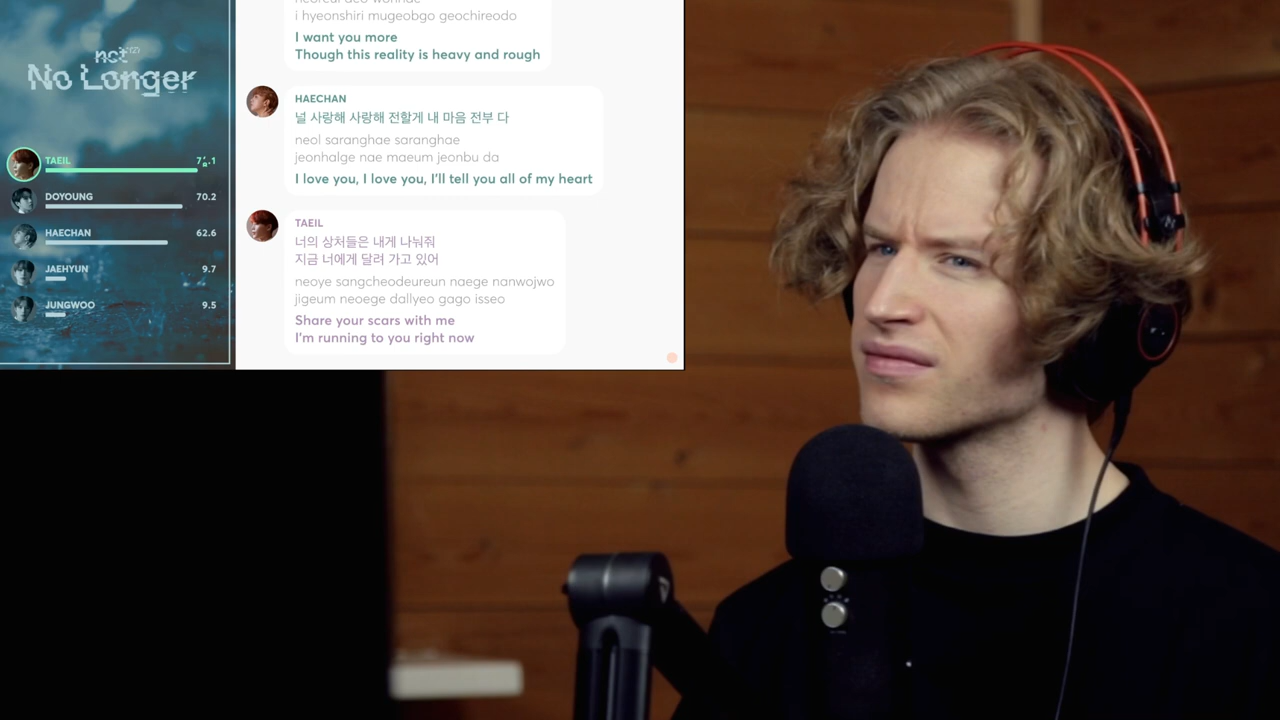 nct
No Longer
TAEIL
DOYOUNG 70.2
HAECHAN 62.6
JAEHYUN 9.7
JUNGWOO 9.5
i hyeonshiri mugeobgo geochireodo
I want you more
Though this reality is heavy and rough
HAECHAN
널 사랑해 사랑해 전할게 내 마음 전부 다
neol saranghae saranghae
jeonhalge nae maeum jeonbu da
I love you, I love you, I'll tell you all of my heart
TAEIL
너의 상처들은 내게 나눠줘
지금 너에게 달려 가고 있어
neoye sangcheodeureun naege nanwojwo
jigeum neoege dallyeo gago isseo
Share your scars with me
I'm running to you right now